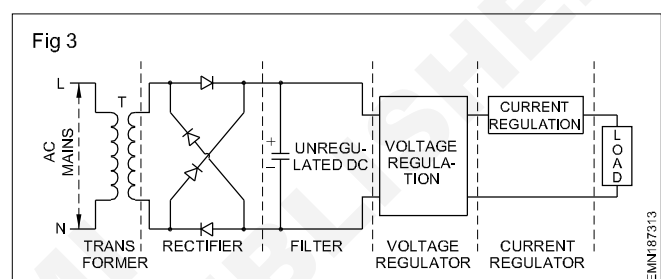 Fig 3
L
T
AC
MAINS
N
+
–
UNREGU-
LATED DC
VOLTAGE
REGULA-
TION
CURRENT
REGULATION
LOAD
TRANS
FORMER
RECTIFIER
FILTER
VOLTAGE
REGULATOR
CURRENT
REGULATOR